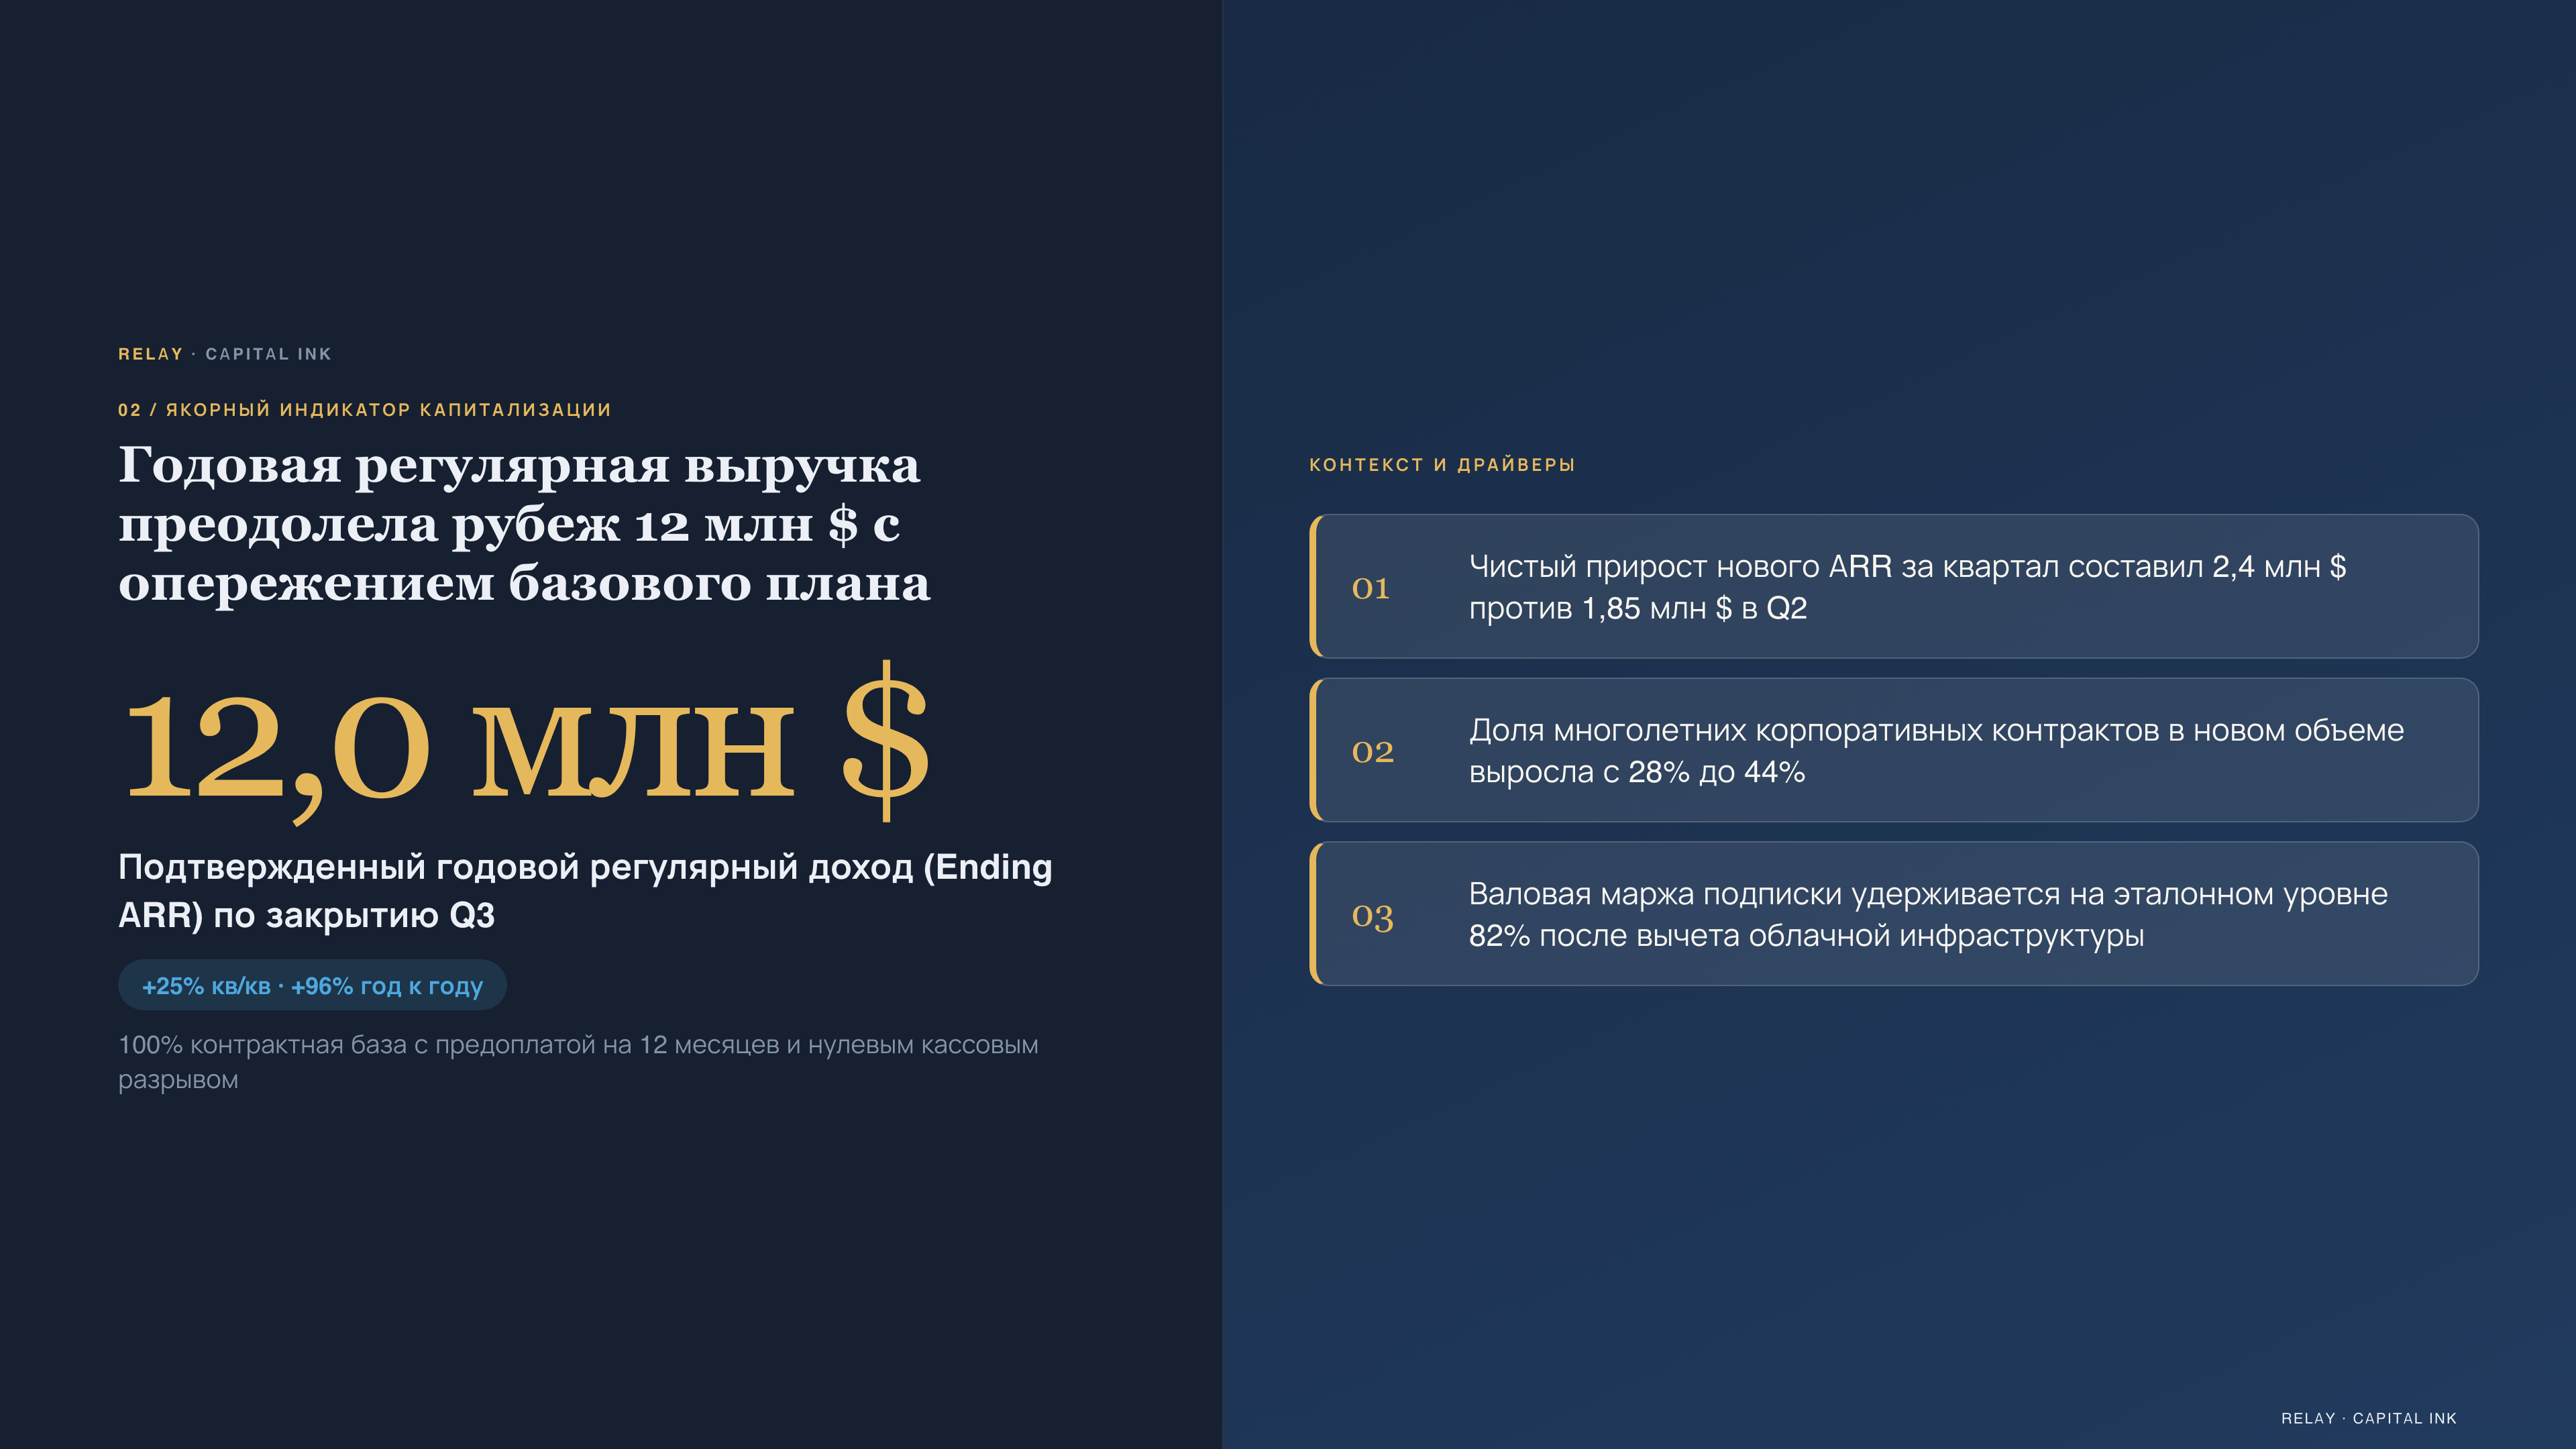 RELAY · CAPITAL INK
02 / ЯКОРНЫЙ ИНДИКАТОР КАПИТАЛИЗАЦИИ
Годовая регулярная выручка
преодолела рубеж 12 млн $ с
опережением базового плана
12,0 млн $
Подтвержденный годовой регулярный доход (Ending
ARR) по закрытию Q3
+25% кв/кв · +96% год к году
100% контрактная база с предоплатой на 12 месяцев и нулевым кассовым
разрывом
КОНТЕКСТ И ДРАЙВЕРЫ
01
Чистый прирост нового ARR за квартал составил 2,4 млн $
против 1,85 млн $ в Q2
02
Доля многолетних корпоративных контрактов в новом объеме
выросла с 28% до 44%
03
Валовая маржа подписки удерживается на эталонном уровне
82% после вычета облачной инфраструктуры
RELAY · CAPITAL INK